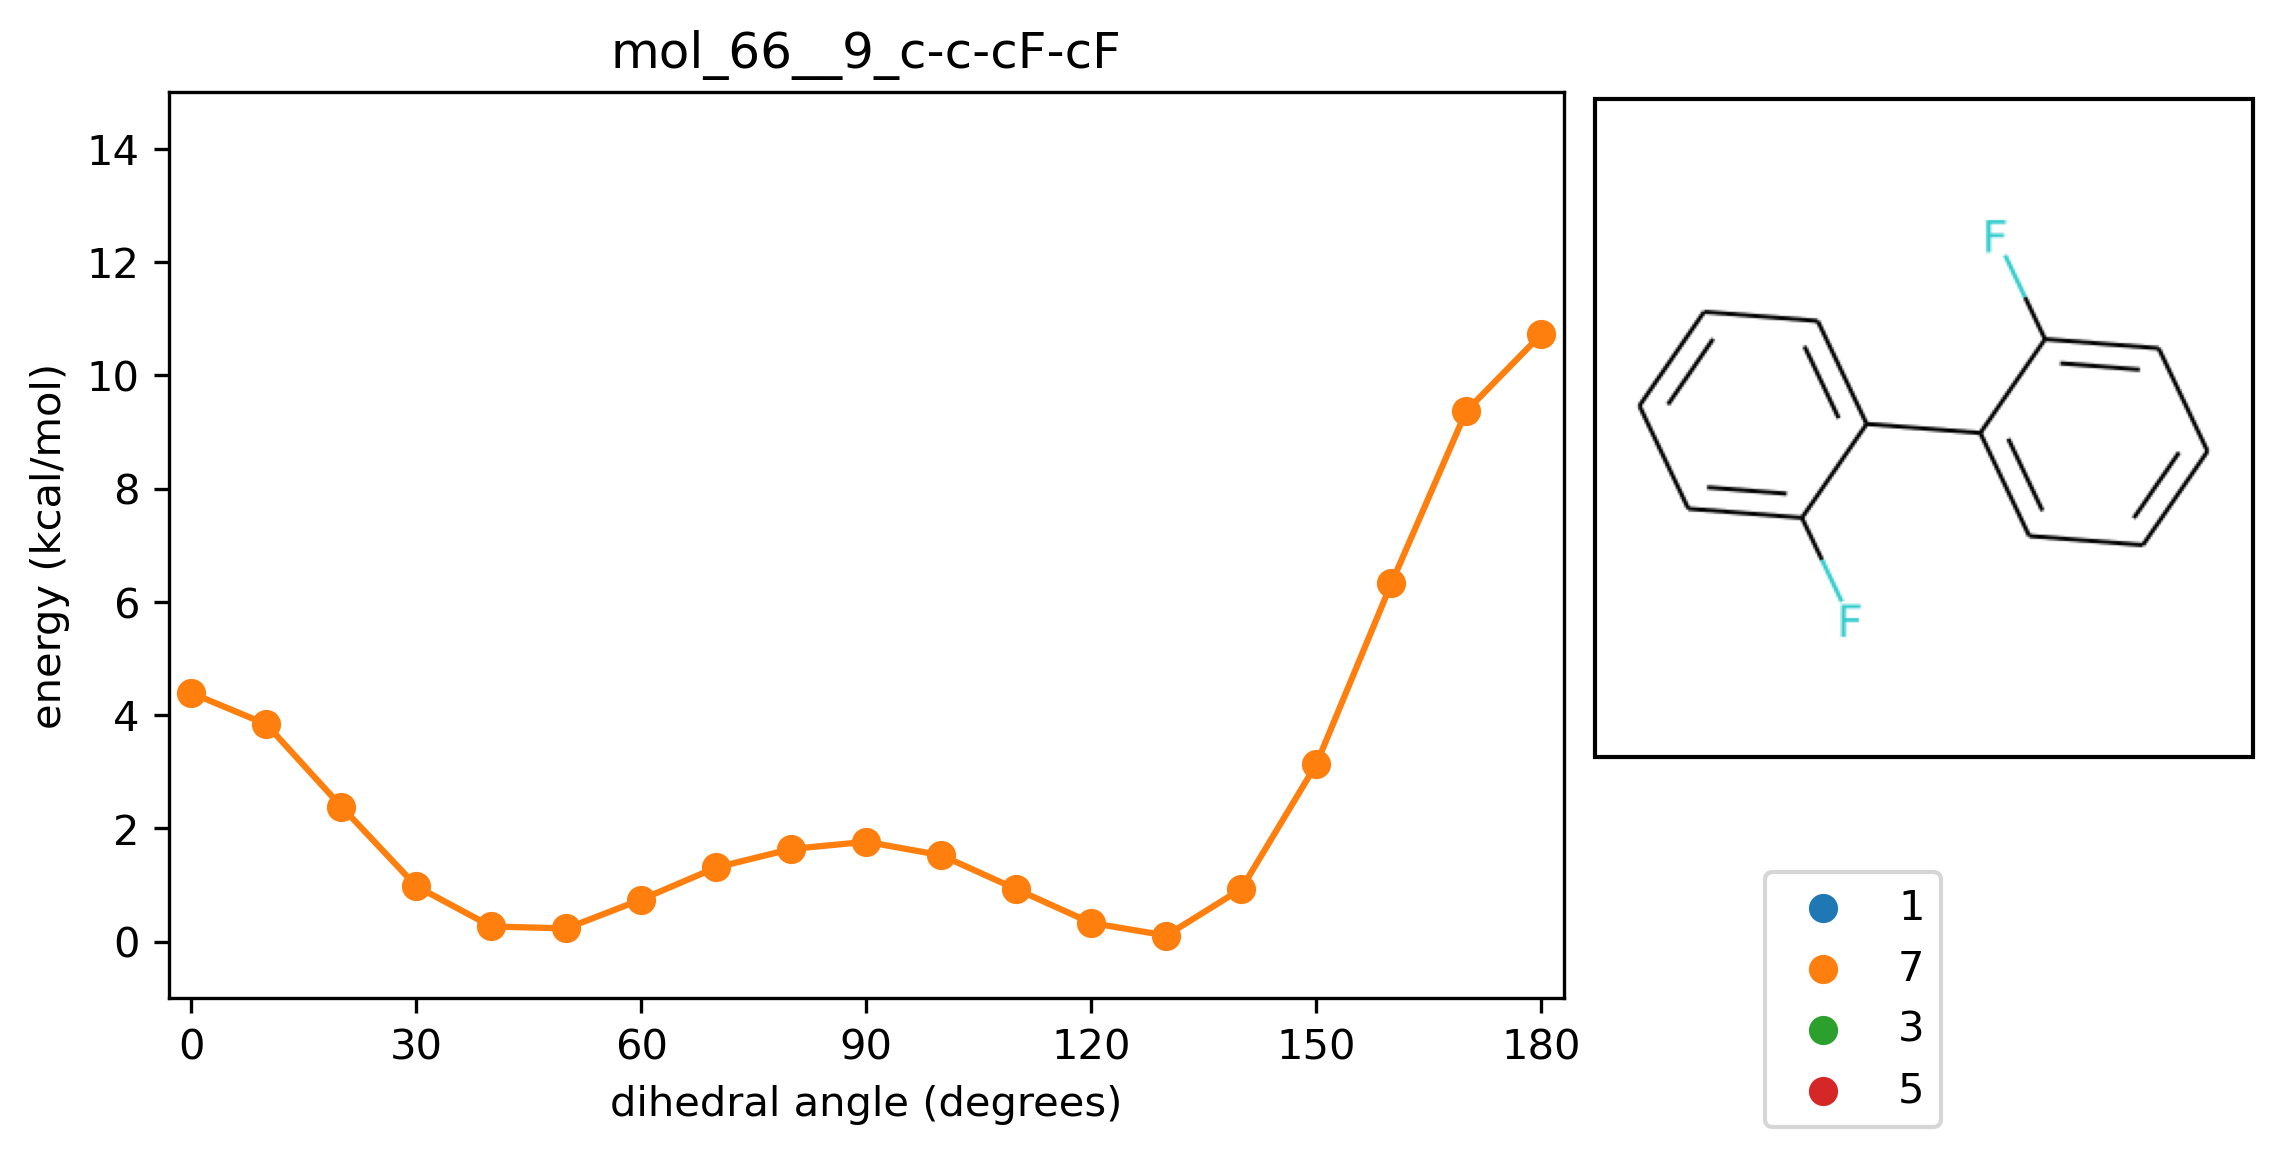 mol_66__9_c-c-cF-cF
energy (kcal/mol)
14
12
10
8
6
4
2
0
0 30 60 90 120 150 180
dihedral angle (degrees)
F
F
1
7
3
5